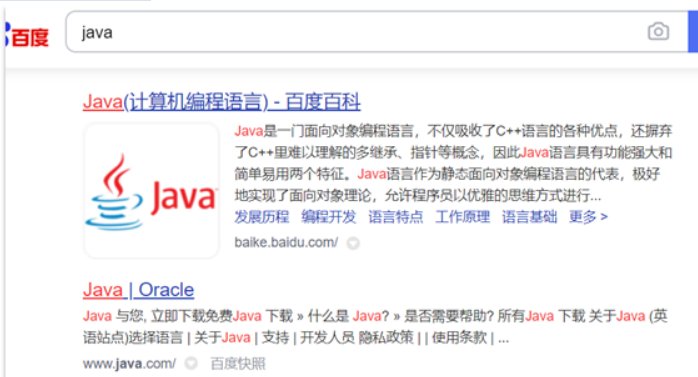 百度
java
Java(计算机编程语言) - 百度百科
Java是一门面向对象编程语言，不仅吸收了C++语言的各种优点，还摒弃
了C++里难以理解的多继承、指针等概念，因此Java语言具有功能强大和
简单易用两个特征。Java语言作为静态面向对象编程语言的代表，极好
地实现了面向对象理论，允许程序员以优雅的思维方式进行...
Java
发展历程 编程开发 语言特点 工作原理 语言基础 更多 >
baike.baidu.com/
Java | Oracle
Java 与您, 立即下载免费Java 下载 » 什么是 Java? » 是否需要帮助? 所有Java 下载 关于Java (英
语站点)选择语言 | 关于Java | 支持 | 开发人员 隐私政策 | | 使用条款 | ...
www.java.com/ 百度快照